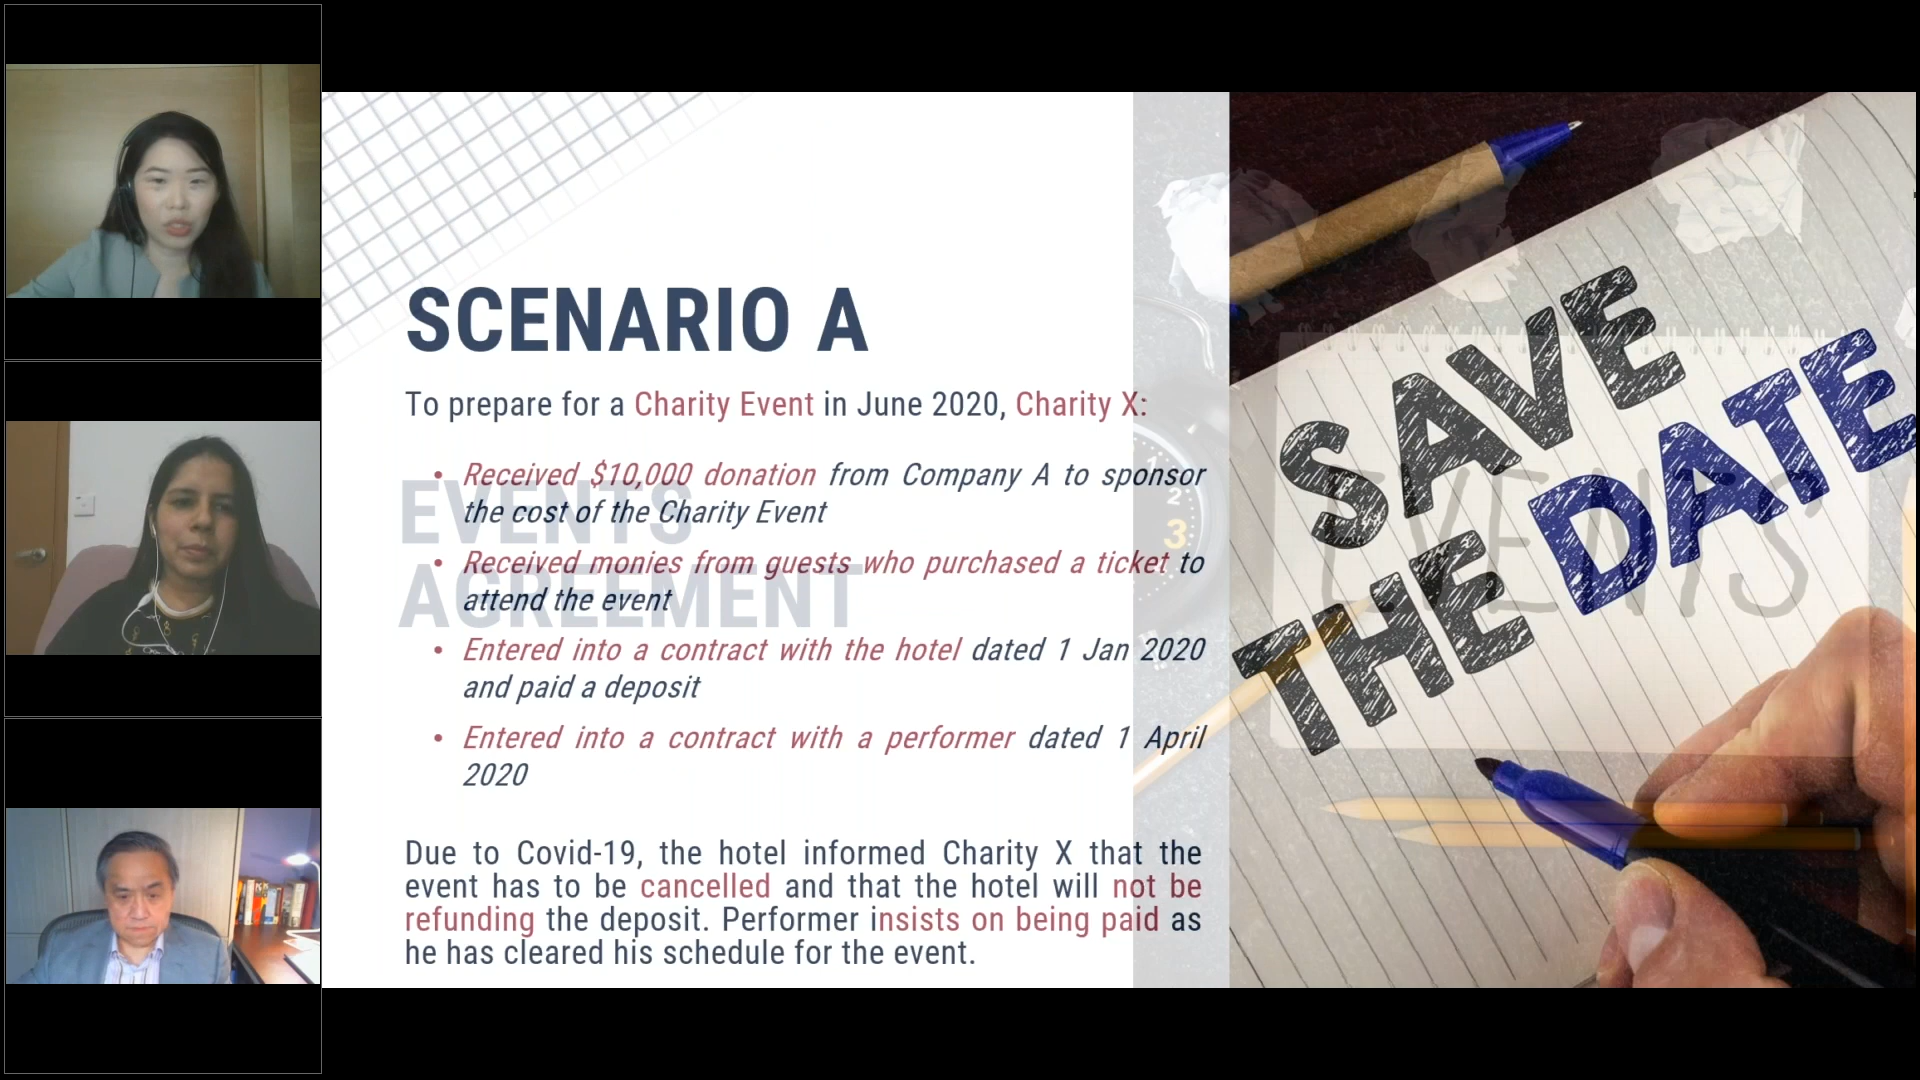 SCENARIO A
To prepare for a Charity Event in June 2020, Charity X:
• Received $10,000 donation from Company A to sponsor
the cost of the Charity Event
• Received monies from guests who purchased a ticket to
attend the event
• Entered into a contract with the hotel dated 1 Jan 2020
and paid a deposit
• Entered into a contract with a performer dated 1 April
2020
Due to Covid-19, the hotel informed Charity X that the
event has to be cancelled and that the hotel will not be
refunding the deposit. Performer insists on being paid as
he has cleared his schedule for the event.
EVENTS
AGREEMENT
2
3
SAVE
THE DATE
EVENTS